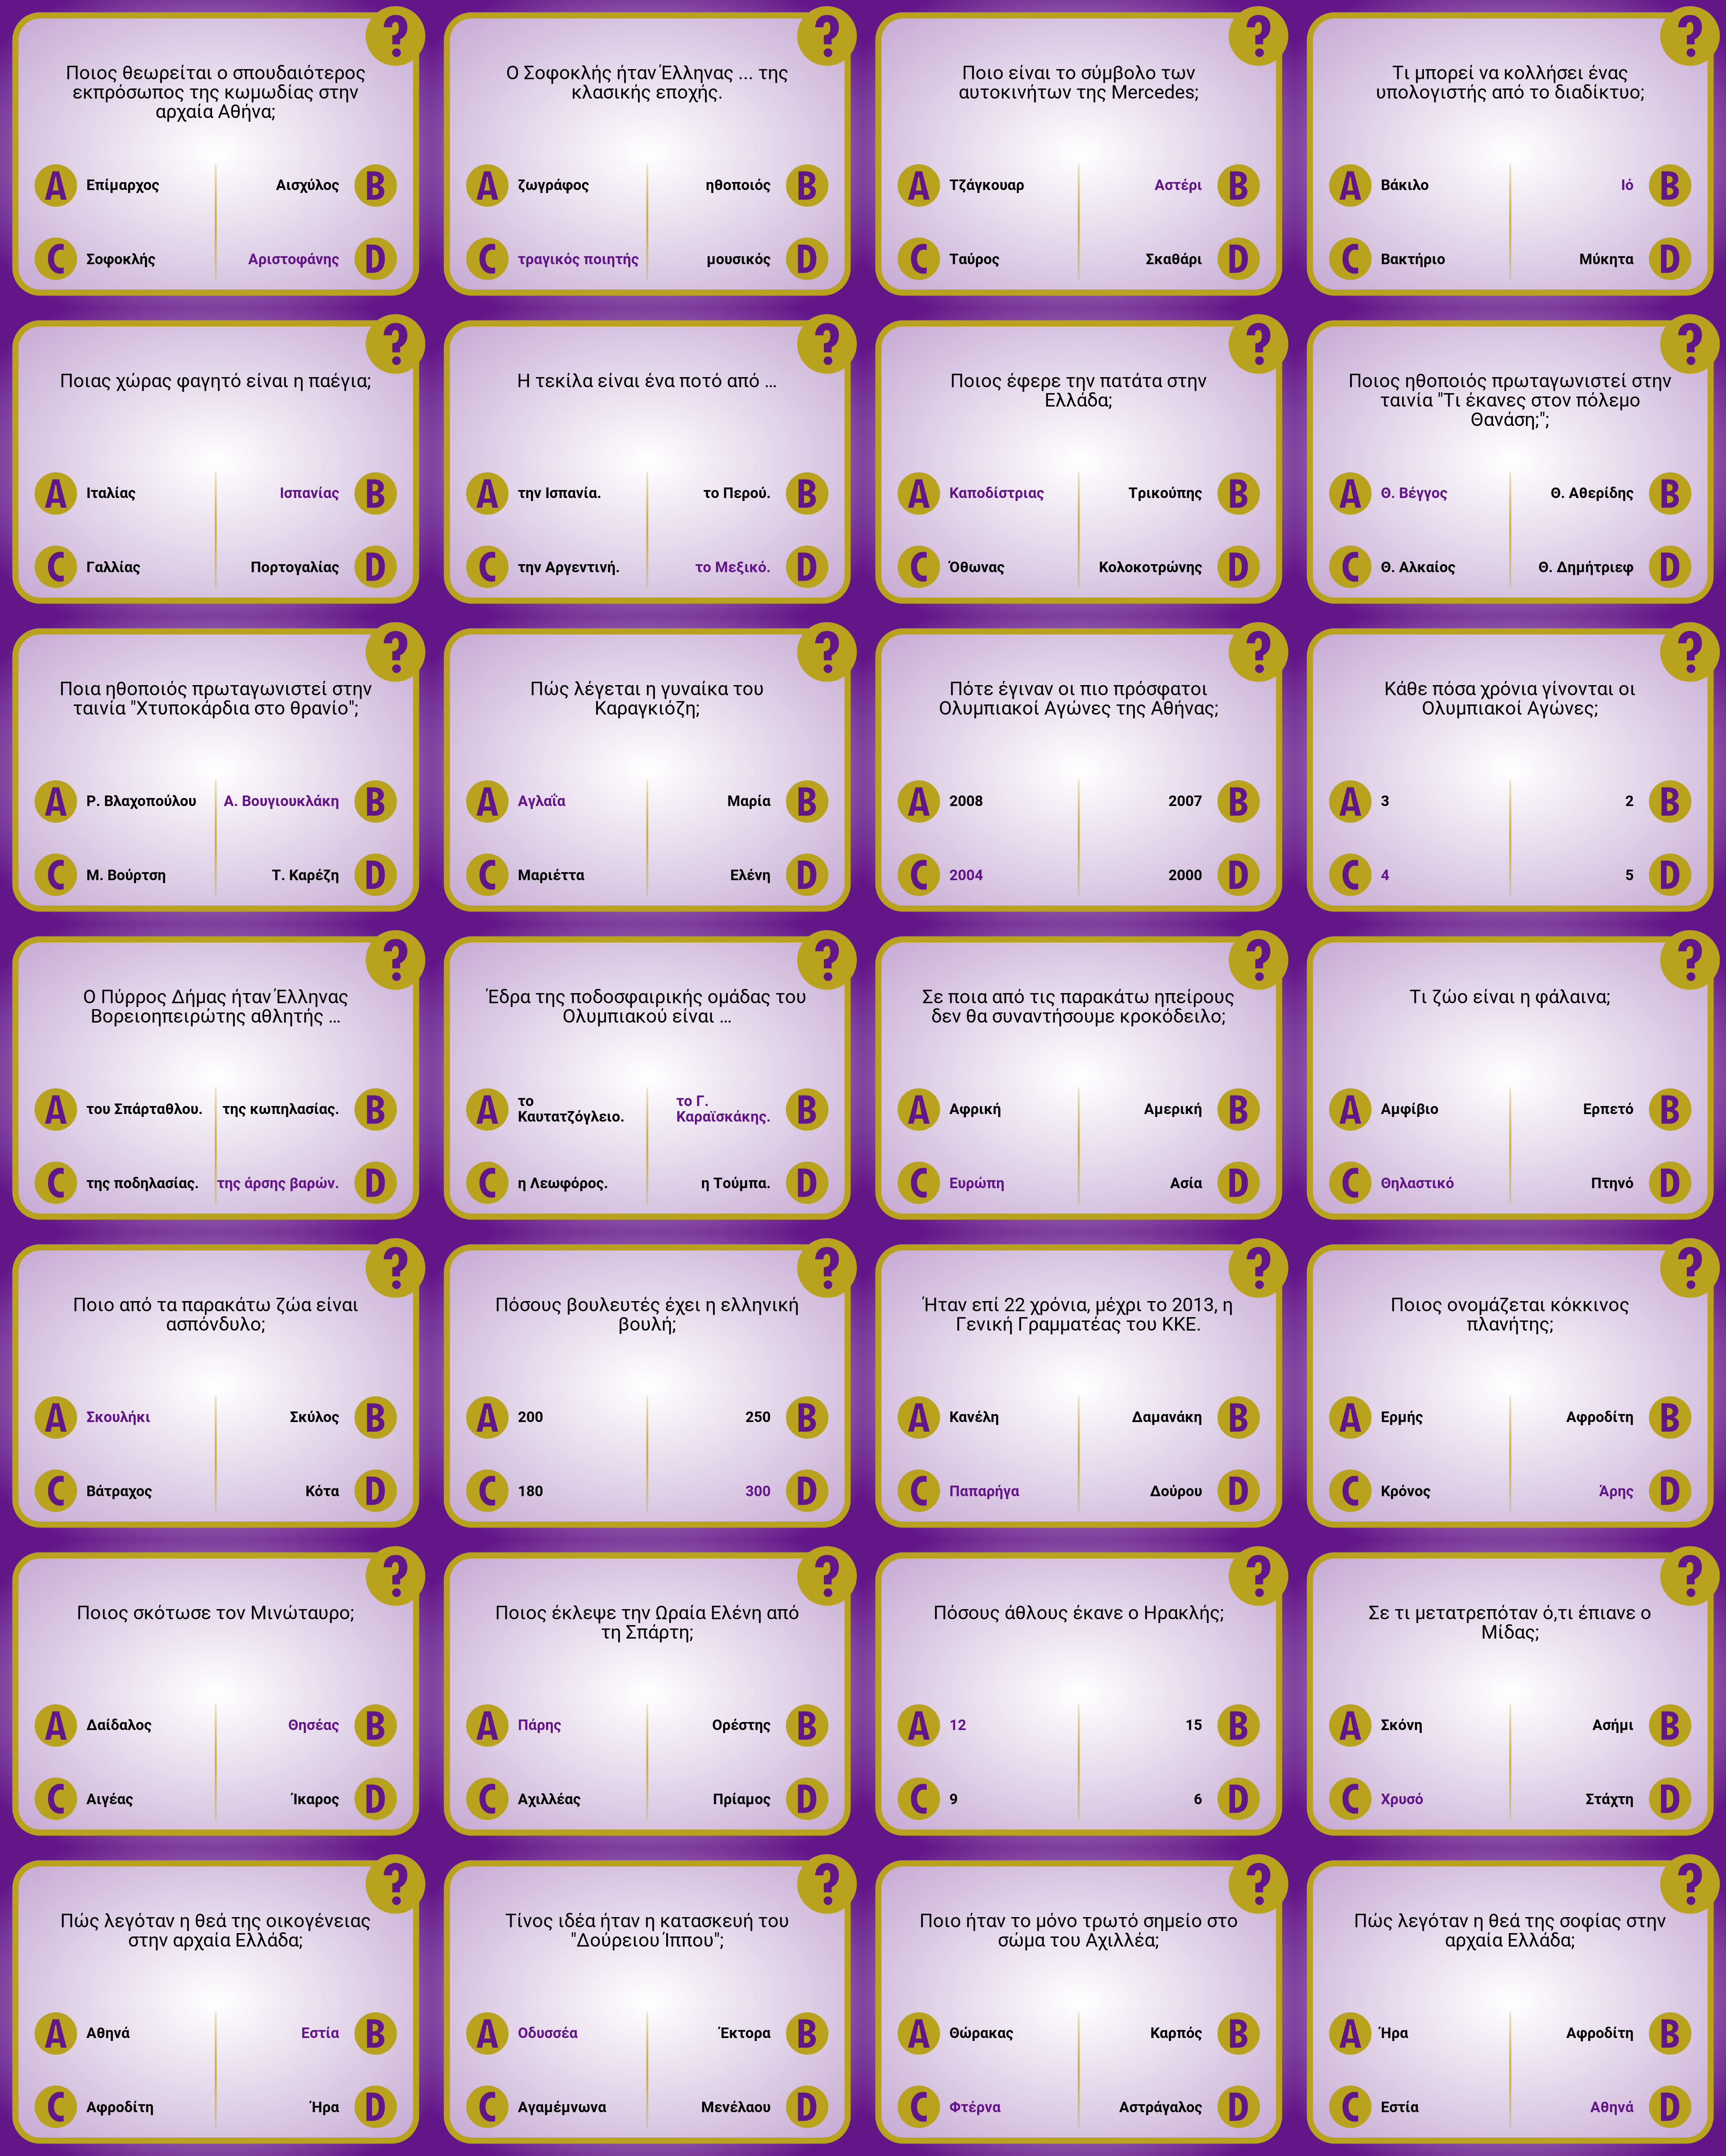 ?
Ποιος θεωρείται ο σπουδαιότερος
εκπρόσωπος της κωμωδίας στην
αρχαία Αθήνα;
A Επίμαρχος
Αισχύλος B
C Σοφοκλής
Αριστοφάνης D
?
Ο Σοφοκλής ήταν Έλληνας ... της
κλασικής εποχής.
A ζωγράφος
ηθοποιός B
C τραγικός ποιητής
μουσικός D
?
Ποιο είναι το σύμβολο των
αυτοκινήτων της Mercedes;
A Τζάγκουαρ
Αστέρι B
C Ταύρος
Σκαθάρι D
?
Τι μπορεί να κολλήσει ένας
υπολογιστής από το διαδίκτυο;
A Βάκιλο
Ιό B
C Βακτήριο
Μύκητα D
?
Ποιας χώρας φαγητό είναι η παέγια;
A Ιταλίας
Ισπανίας B
C Γαλλίας
Πορτογαλίας D
?
Η τεκίλα είναι ένα ποτό από ...
A την Ισπανία.
το Περού. B
C την Αργεντινή.
το Μεξικό. D
?
Ποιος έφερε την πατάτα στην
Ελλάδα;
A Καποδίστριας
Τρικούπης B
C Όθωνας
Κολοκοτρώνης D
?
Ποιος ηθοποιός πρωταγωνιστεί στην
ταινία "Τι έκανες στον πόλεμο
Θανάση;";
A Θ. Βέγγος
Θ. Αθερίδης B
C Θ. Αλκαίος
Θ. Δημήτριεφ D
?
Ποια ηθοποιός πρωταγωνιστεί στην
ταινία "Χτυποκάρδια στο θρανίο";
A Ρ. Βλαχοπούλου
Α. Βουγιουκλάκη B
C Μ. Βούρτση
Τ. Καρέζη D
?
Πώς λέγεται η γυναίκα του
Καραγκιόζη;
A Αγλαΐα
Μαρία B
C Μαριέττα
Ελένη D
?
Πότε έγιναν οι πιο πρόσφατοι
Ολυμπιακοί Αγώνες της Αθήνας;
A 2008
2007 B
C 2004
2000 D
?
Κάθε πόσα χρόνια γίνονται οι
Ολυμπιακοί Αγώνες;
A 3
2 B
C 4
5 D
?
Ο Πύρρος Δήμας ήταν Έλληνας
Βορειοηπειρώτης αθλητής ...
A του Σπάρταθλου.
της κωπηλασίας. B
C της ποδηλασίας.
της άρσης βαρών. D
?
Έδρα της ποδοσφαιρικής ομάδας του
Ολυμπιακού είναι ...
A το
Καυτατζόγλειο.
το Γ.
Καραϊσκάκης. B
C η Λεωφόρος.
η Τούμπα. D
?
Σε ποια από τις παρακάτω ηπείρους
δεν θα συναντήσουμε κροκόδειλο;
A Αφρική
Αμερική B
C Ευρώπη
Ασία D
?
Τι ζώο είναι η φάλαινα;
A Αμφίβιο
Ερπετό B
C Θηλαστικό
Πτηνό D
?
Ποιο από τα παρακάτω ζώα είναι
ασπόνδυλο;
A Σκουλήκι
Σκύλος B
C Βάτραχος
Κότα D
?
Πόσους βουλευτές έχει η ελληνική
βουλή;
A 200
250 B
C 180
300 D
?
Ήταν επί 22 χρόνια, μέχρι το 2013, η
Γενική Γραμματέας του ΚΚΕ.
A Κανέλη
Δαμανάκη B
C Παπαρήγα
Δούρου D
?
Ποιος ονομάζεται κόκκινος
πλανήτης;
A Ερμής
Αφροδίτη B
C Κρόνος
Άρης D
?
Ποιος σκότωσε τον Μινώταυρο;
A Δαίδαλος
Θησέας B
C Αιγέας
Ίκαρος D
?
Ποιος έκλεψε την Ωραία Ελένη από
τη Σπάρτη;
A Πάρης
Ορέστης B
C Αχιλλέας
Πρίαμος D
?
Πόσους άθλους έκανε ο Ηρακλής;
A 12
15 B
C 9
6 D
?
Σε τι μετατρεπόταν ό,τι έπιανε ο
Μίδας;
A Σκόνη
Ασήμι B
C Χρυσό
Στάχτη D
?
Πώς λεγόταν η θεά της οικογένειας
στην αρχαία Ελλάδα;
A Αθηνά
Εστία B
C Αφροδίτη
Ήρα D
?
Τίνος ιδέα ήταν η κατασκευή του
"Δούρειου Ίππου";
A Οδυσσέα
Έκτορα B
C Αγαμέμνωνα
Μενέλαου D
?
Ποιο ήταν το μόνο τρωτό σημείο στο
σώμα του Αχιλλέα;
A Θώρακας
Καρπός B
C Φτέρνα
Αστράγαλος D
?
Πώς λεγόταν η θεά της σοφίας στην
αρχαία Ελλάδα;
A Ήρα
Αφροδίτη B
C Εστία
Αθηνά D